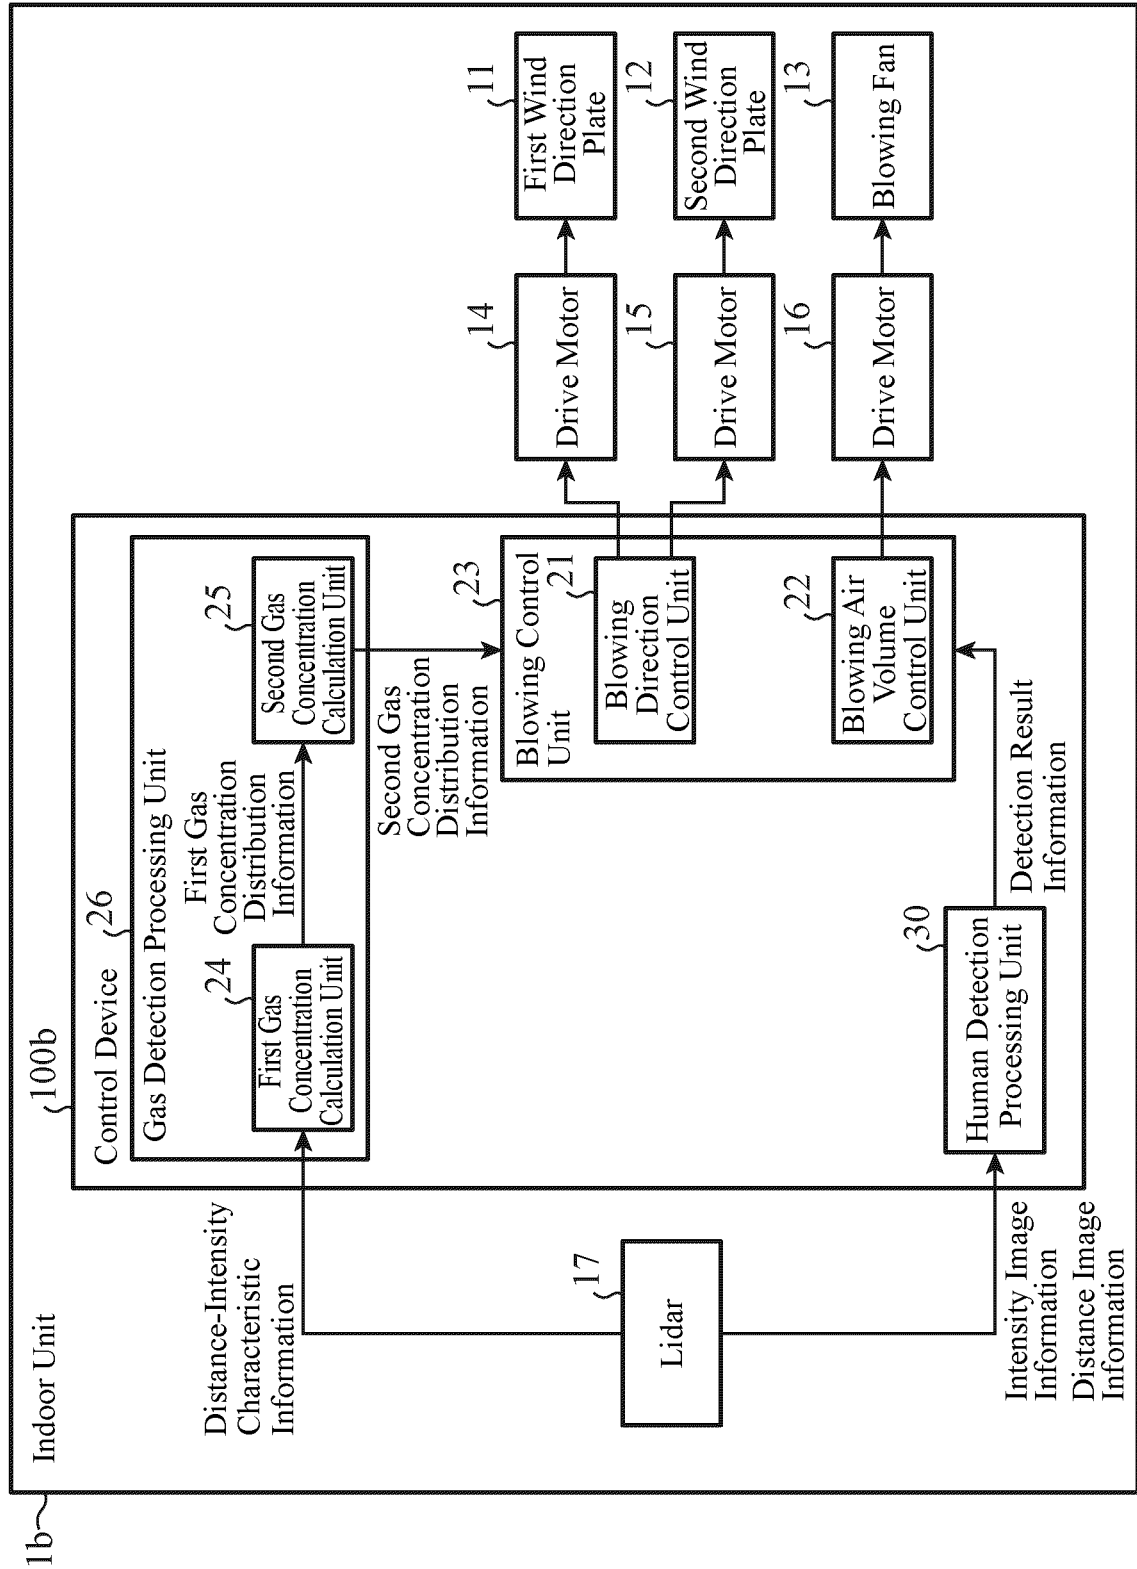 1b
Indoor Unit
100b
Control Device
26
Gas Detection Processing Unit
Distance-Intensity
Characteristic
Information
24
First Gas
Concentration
Calculation Unit
First Gas
Concentration
Distribution
Information
25
Second Gas
Concentration
Calculation Unit
Second Gas
Concentration
Distribution
Information
17
Lidar
23
Blowing Control
Unit
21
Blowing
Direction
Control Unit
22
Blowing Air
Volume
Control Unit
14
Drive Motor
11
First Wind
Direction
Plate
15
Drive Motor
12
Second Wind
Direction
Plate
16
Drive Motor
13
Blowing Fan
Intensity Image
Information
Distance Image
Information
30
Human Detection
Processing Unit
Detection Result
Information